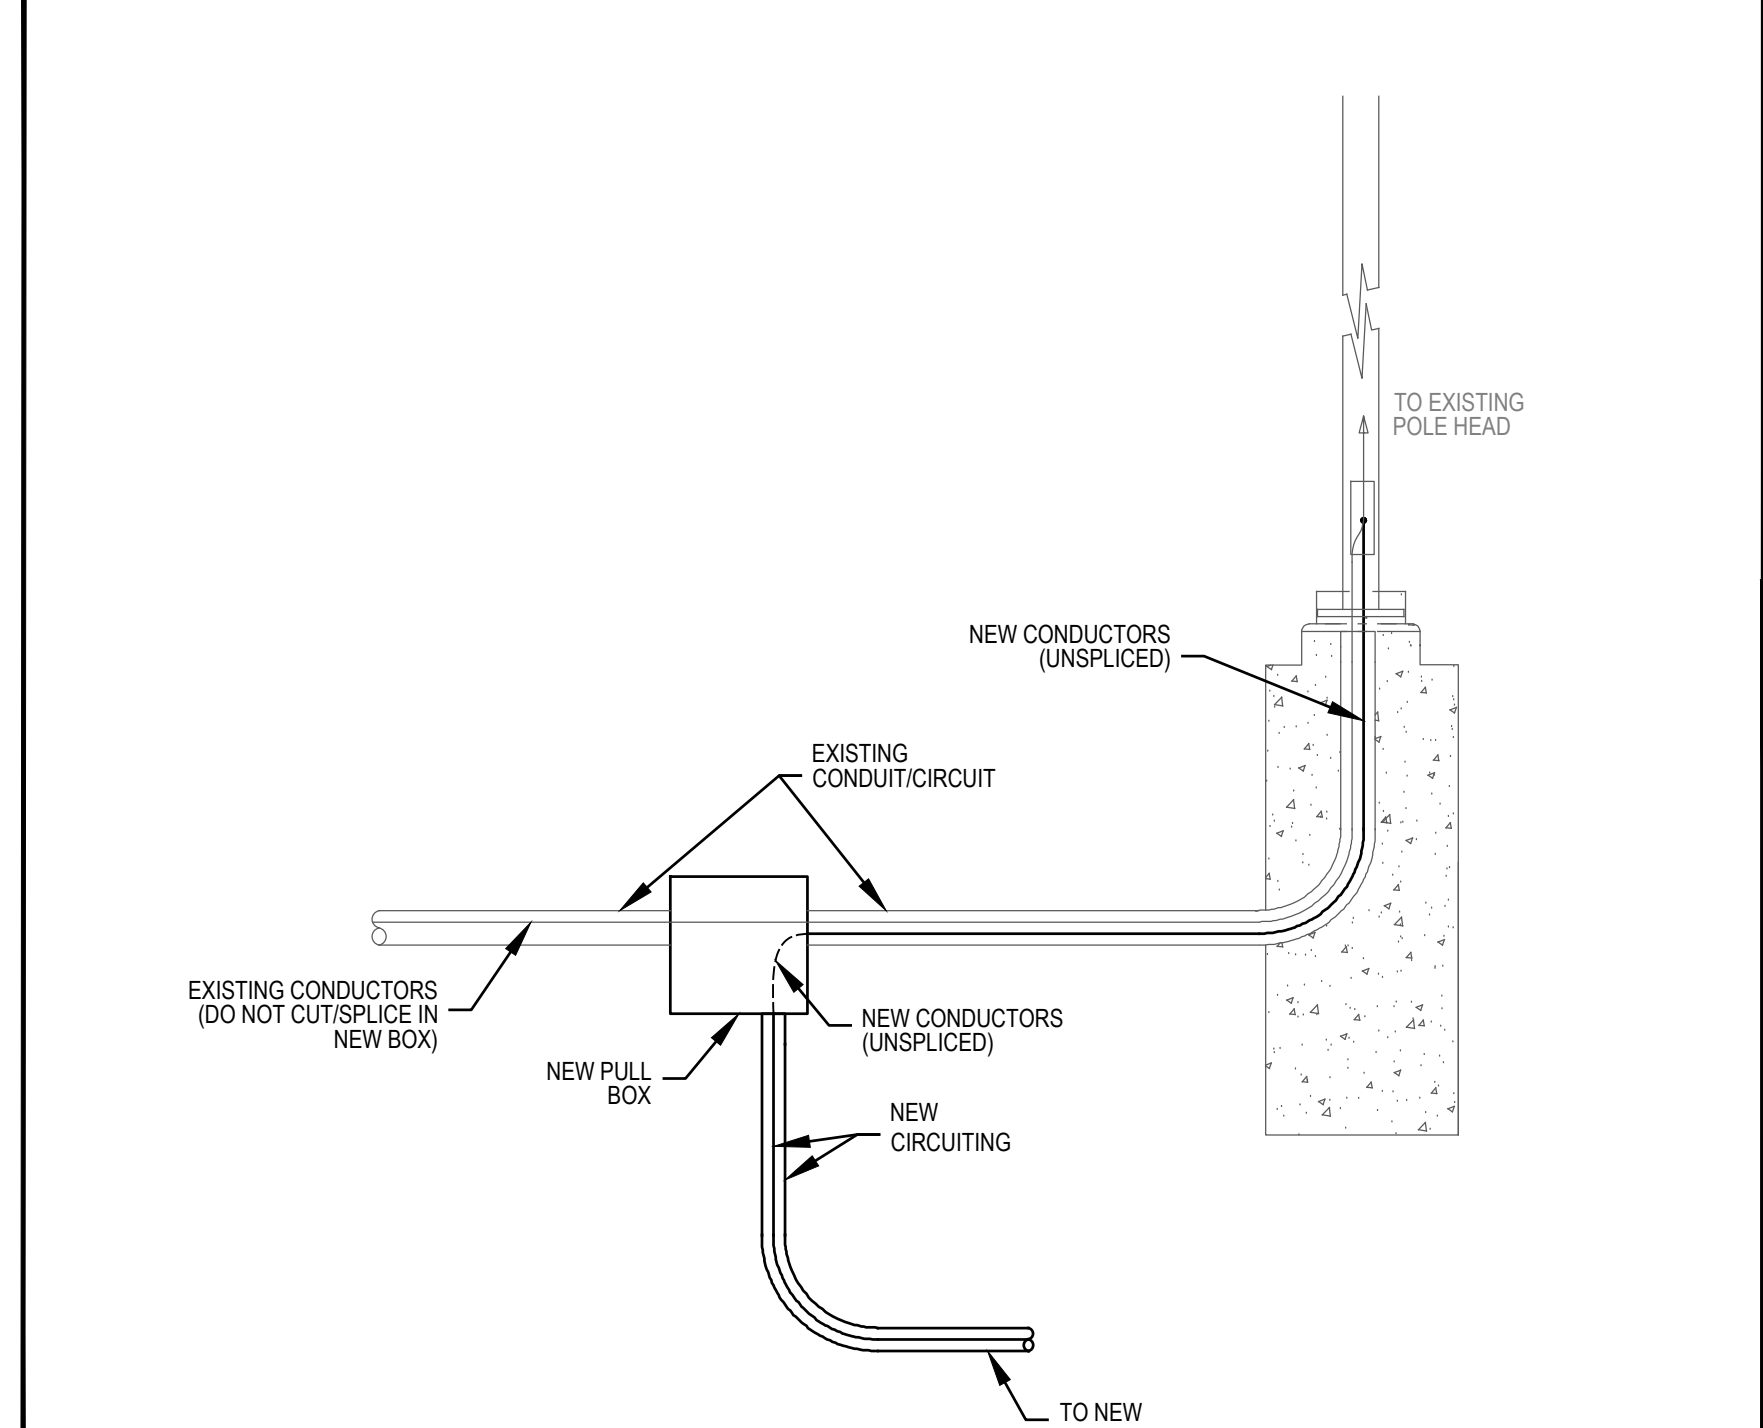 TO EXISTING
POLE HEAD
NEW CONDUCTORS
(UNSPLICED)
EXISTING
CONDUIT/CIRCUIT
EXISTING CONDUCTORS
(DO NOT CUT/SPLICE IN
NEW BOX)
NEW CONDUCTORS
(UNSPLICED)
NEW PULL
BOX
NEW
CIRCUITING
TO NEW